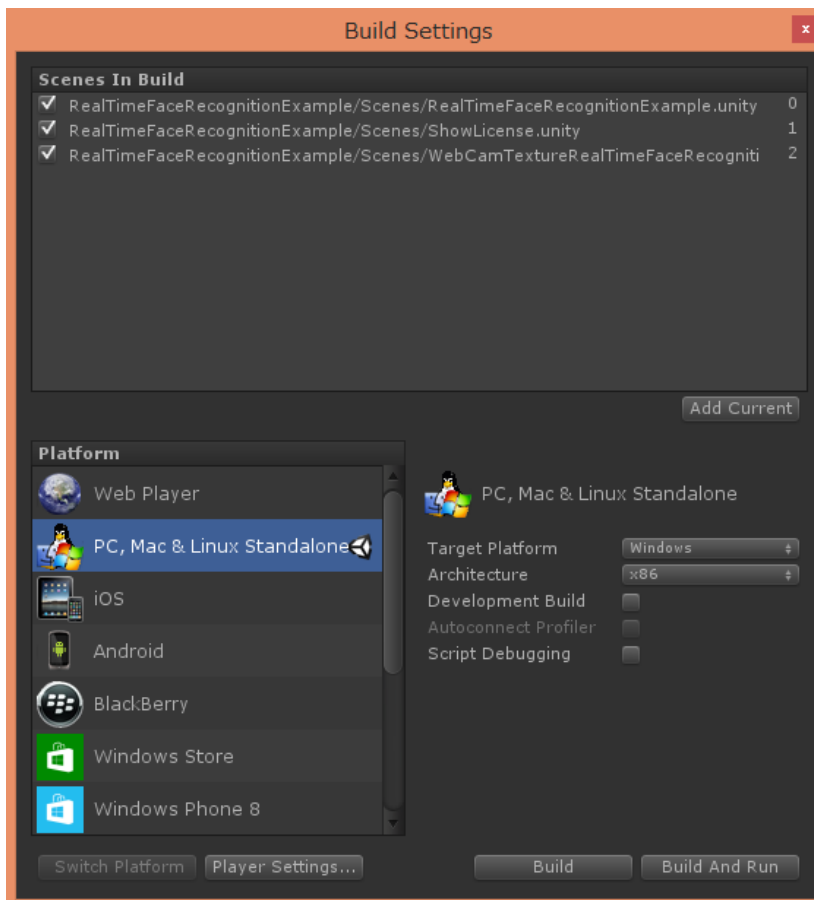 Build Settings
x
Scenes In Build
RealTimeFaceRecognitionExample/Scenes/RealTimeFaceRecognitionExample.unity 0
RealTimeFaceRecognitionExample/Scenes/ShowLicense.unity 1
RealTimeFaceRecognitionExample/Scenes/WebCamTextureRealTimeFaceRecogniti 2
Add Current
Platform
Web Player
PC, Mac & Linux Standalone
iOS
Android
BlackBerry
Windows Store
Windows Phone 8
PC, Mac & Linux Standalone
Target Platform Windows
Architecture x86
Development Build
Autoconnect Profiler
Script Debugging
Switch Platform Player Settings... Build Build And Run